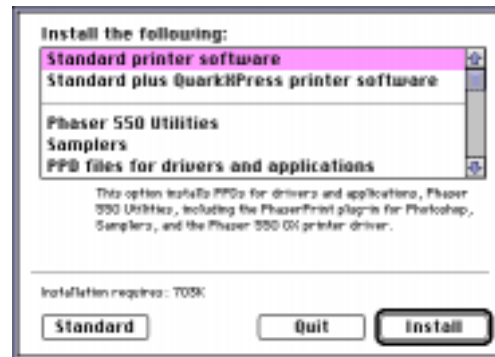 Install the following:
Standard printer software
Standard plus QuarkXPress printer software
Phaser 550 Utilities
Samplers
PPD files for drivers and applications
This option installs PPDs for drivers and applications, Phaser
550 Utilities, including the PhaserPrint plug-in for Photoshop,
Samplers, and the Phaser 550 GX printer driver.
Installation requires: 703K
Standard
Quit
Install